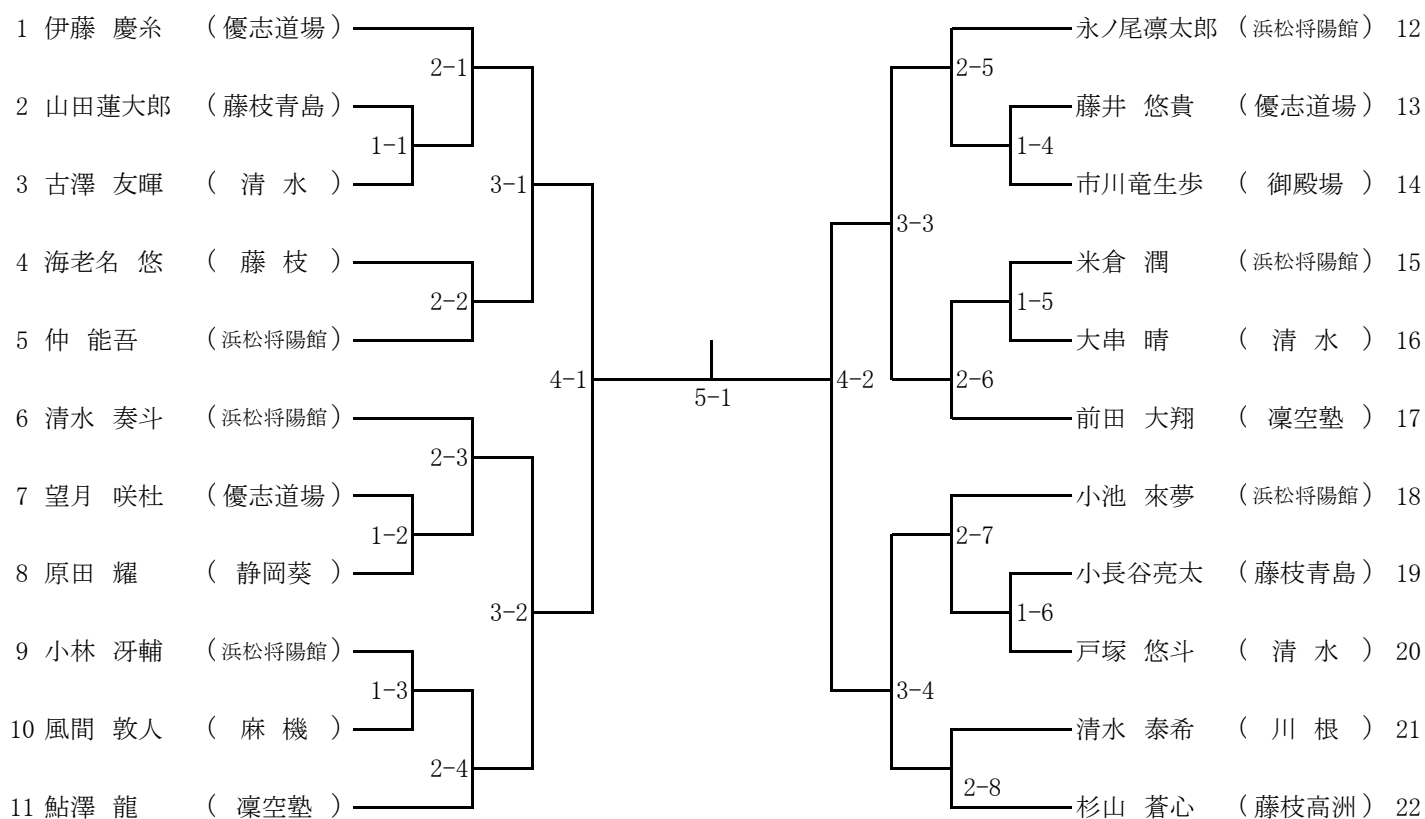 1 伊藤 慶糸 （優志道場）
2-1
2 山田蓮大郎 （藤枝青島）
1-1
3 古澤 友暉 （ 清 水 ）
3-1
4 海老名 悠 （ 藤 枝 ）
2-2
5 仲 能吾 （浜松将陽館）
4-1
6 清水 奏斗 （浜松将陽館）
2-3
7 望月 咲杜 （優志道場）
1-2
8 原田 耀 （ 静岡葵 ）
3-2
9 小林 冴輔 （浜松将陽館）
1-3
10 風間 敦人 （ 麻 機 ）
2-4
11 鮎澤 龍 （ 凜空塾 ）
5-1
永ノ尾凛太郎 （浜松将陽館） 12
2-5
藤井 悠貴 （優志道場） 13
1-4
市川竜生歩 （ 御殿場 ） 14
3-3
米倉 潤 （浜松将陽館） 15
1-5
大串 晴 （ 清 水 ） 16
4-2
2-6
前田 大翔 （ 凜空塾 ） 17
小池 來夢 （浜松将陽館） 18
2-7
小長谷亮太 （藤枝青島） 19
1-6
戸塚 悠斗 （ 清 水 ） 20
3-4
清水 泰希 （ 川 根 ） 21
2-8
杉山 蒼心 （藤枝高洲） 22